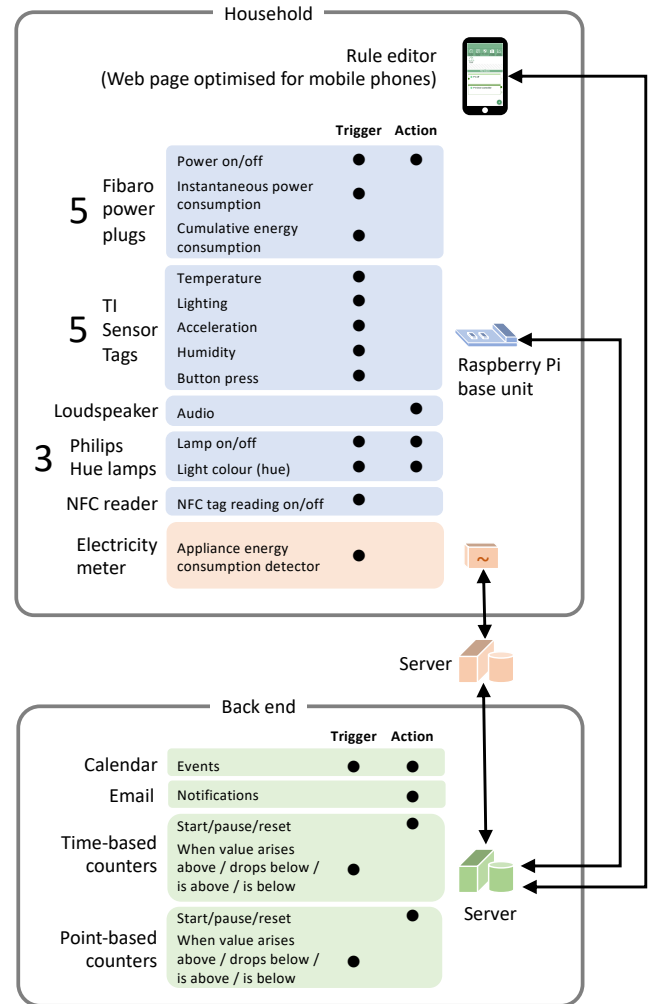 Household
Rule editor
(Web page optimised for mobile phones)
Trigger Action
5 Fibaro power plugs
Power on/off
Instantaneous power
consumption
Cumulative energy
consumption
5 TI Sensor Tags
Temperature
Lighting
Acceleration
Humidity
Button press
Raspberry Pi
base unit
Loudspeaker
Audio
3 Philips Hue lamps
Lamp on/off
Light colour (hue)
NFC reader
NFC tag reading on/off
Electricity
meter
Appliance energy
consumption detector
~
Server
Back end
Trigger Action
Calendar
Events
Email
Notifications
Time-based
counters
Start/pause/reset
When value arises
above / drops below /
is above / is below
Server
Point-based
counters
Start/pause/reset
When value arises
above / drops below /
is above / is below